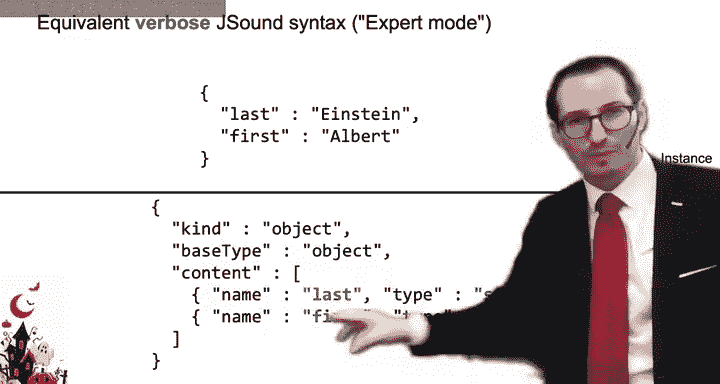 Equivalent verbose JSound syntax ("Expert mode")
{
"last" : "Einstein",
"first" : "Albert"
}
Instance
{
"kind" : "object",
"baseType" : "object",
"content" : [
{ "name" : "last", "type" :
{ "name" :
]
}